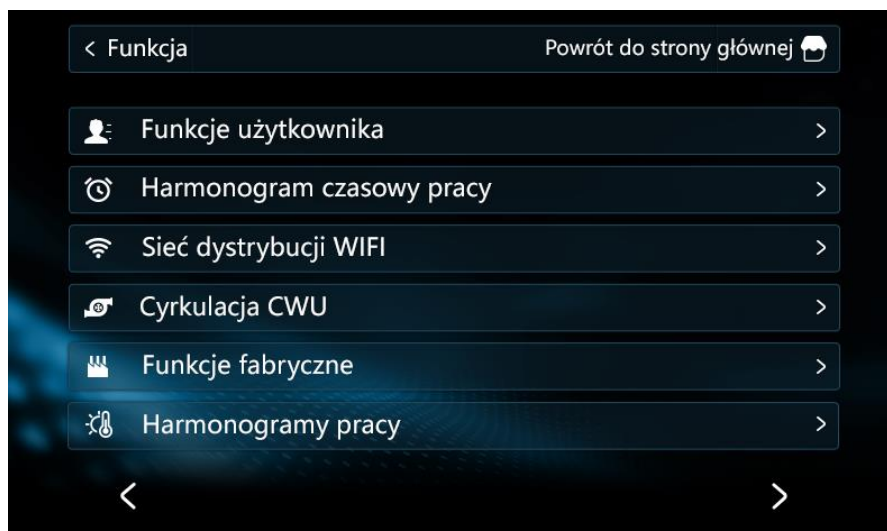 < Funkcja
Powrót do strony głównej
Funkcje użytkownika >
Harmonogram czasowy pracy >
Sieć dystrybucji WIFI >
Cyrkulacja CWU >
Funkcje fabryczne >
Harmonogramy pracy >
< >